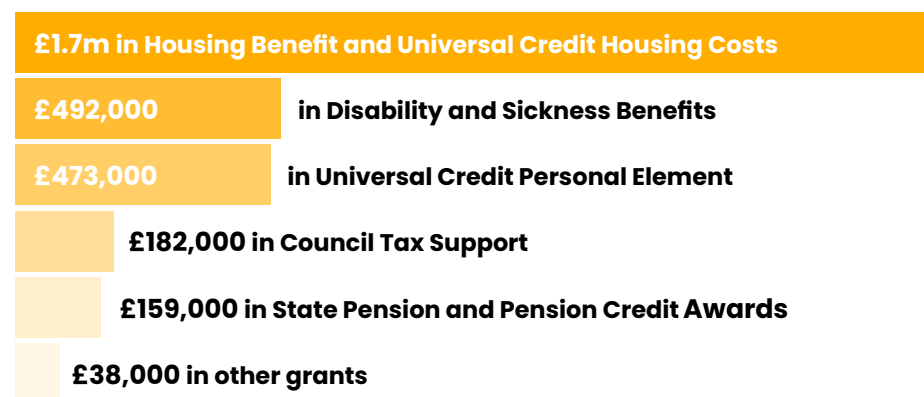 £1.7m in Housing Benefit and Universal Credit Housing Costs
£492,000 in Disability and Sickness Benefits
£473,000 in Universal Credit Personal Element
£182,000 in Council Tax Support
£159,000 in State Pension and Pension Credit Awards
£38,000 in other grants